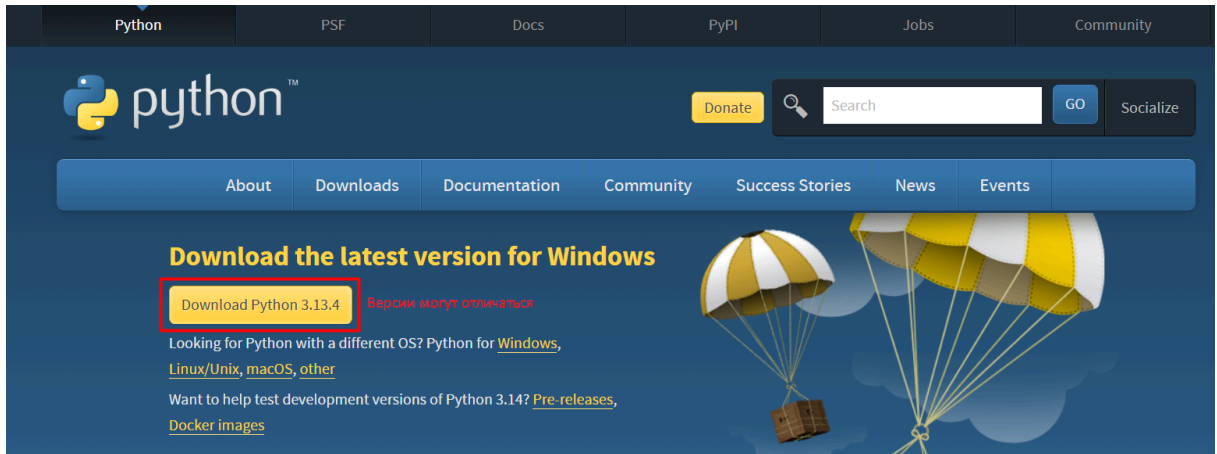 Python PSF Docs PyPI Jobs Community
python™
Donate Search GO Socialize
About Downloads Documentation Community Success Stories News Events
Download the latest version for Windows
Download Python 3.13.4 Версии могут отличаться
Looking for Python with a different OS? Python for Windows,
Linux/Unix, macOS, other
Want to help test development versions of Python 3.14? Pre-releases,
Docker images